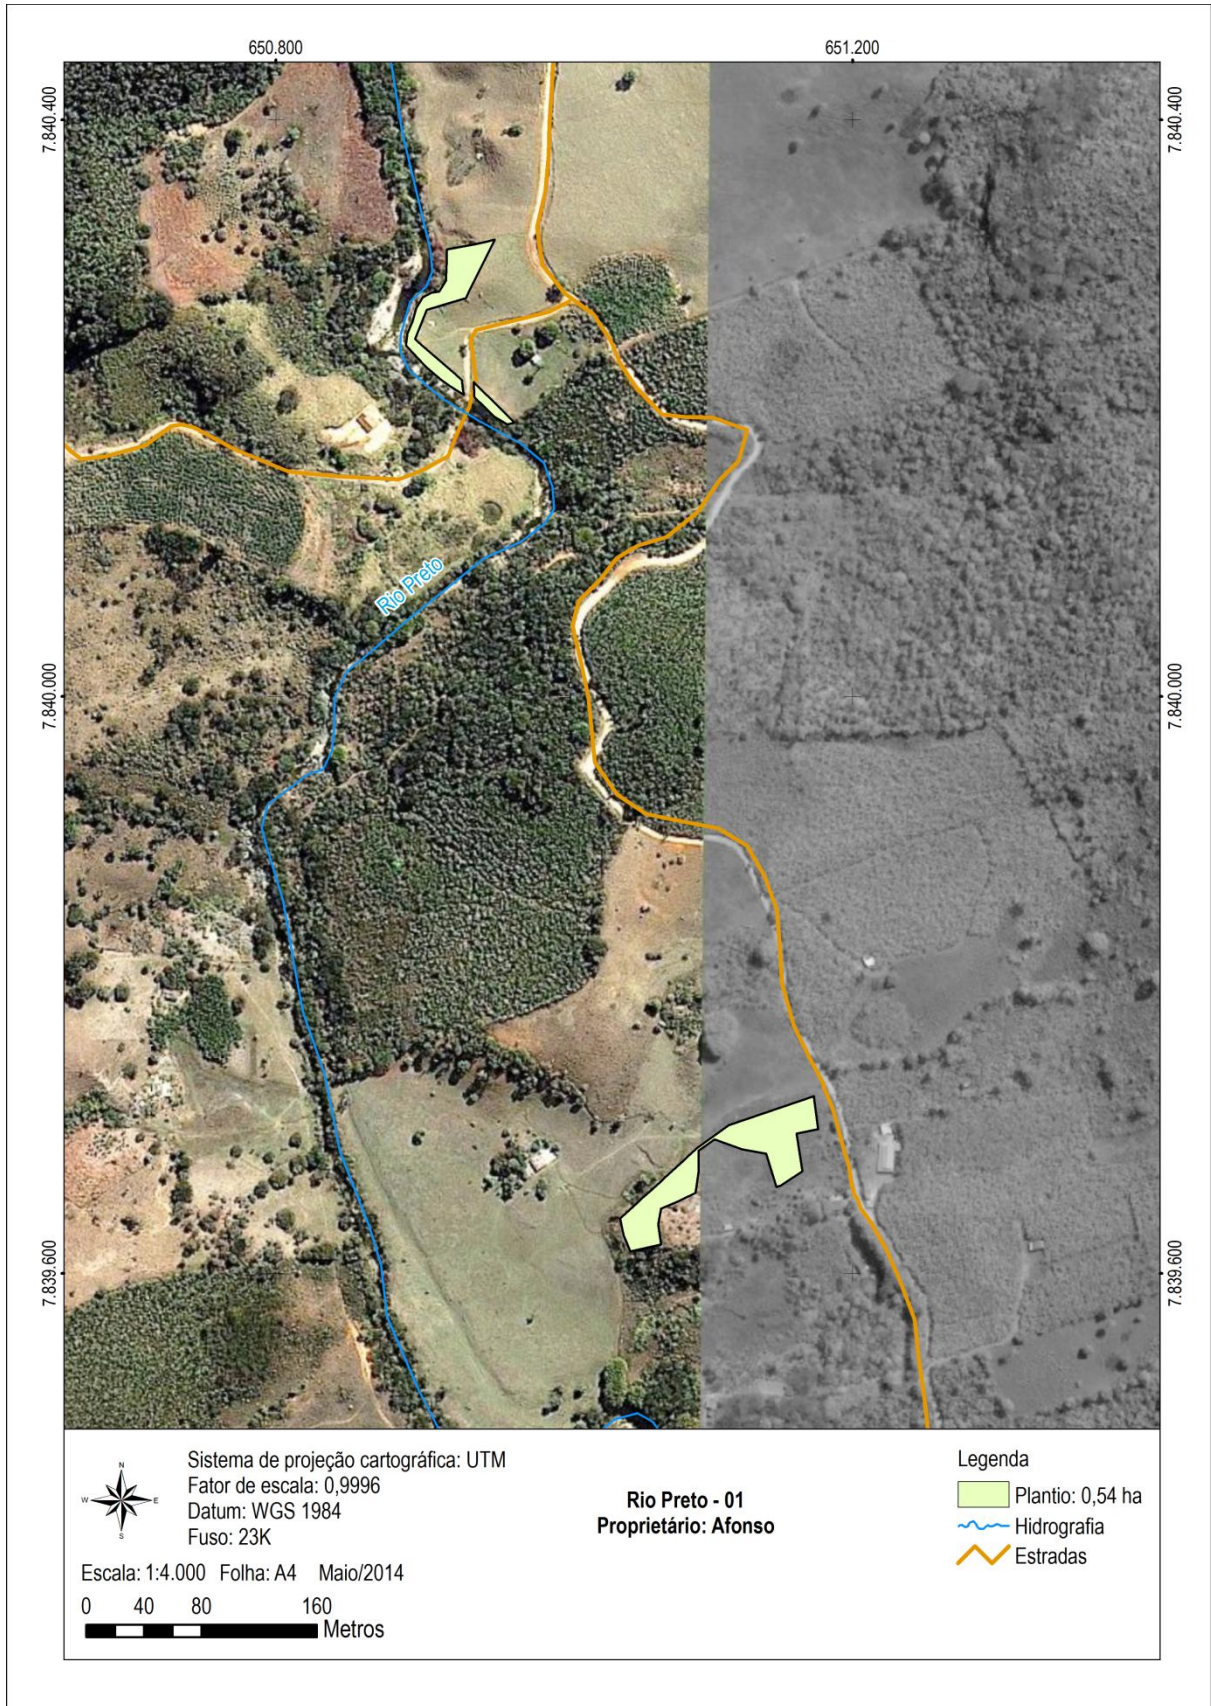 650.800
651.200
7.840.400
7.840.400
Rio Preto
7.840.000
7.840.000
7.839.600
7.839.600
N
W
E
S
Sistema de projeção cartográfica: UTM
Fator de escala: 0,9996
Datum: WGS 1984
Fuso: 23K
Escala: 1:4.000 Folha: A4 Maio/2014
0 40 80 160
Metros
Rio Preto - 01
Proprietário: Afonso
Legenda
Plantio: 0,54 ha
Hidrografia
Estradas